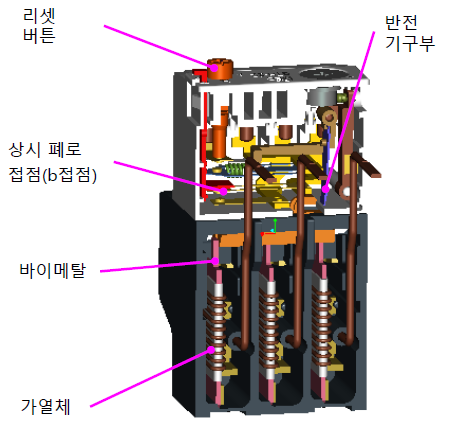 리셋
버튼
반전
기구부
상시 폐로
접점(b접점)
바이메탈
가열체